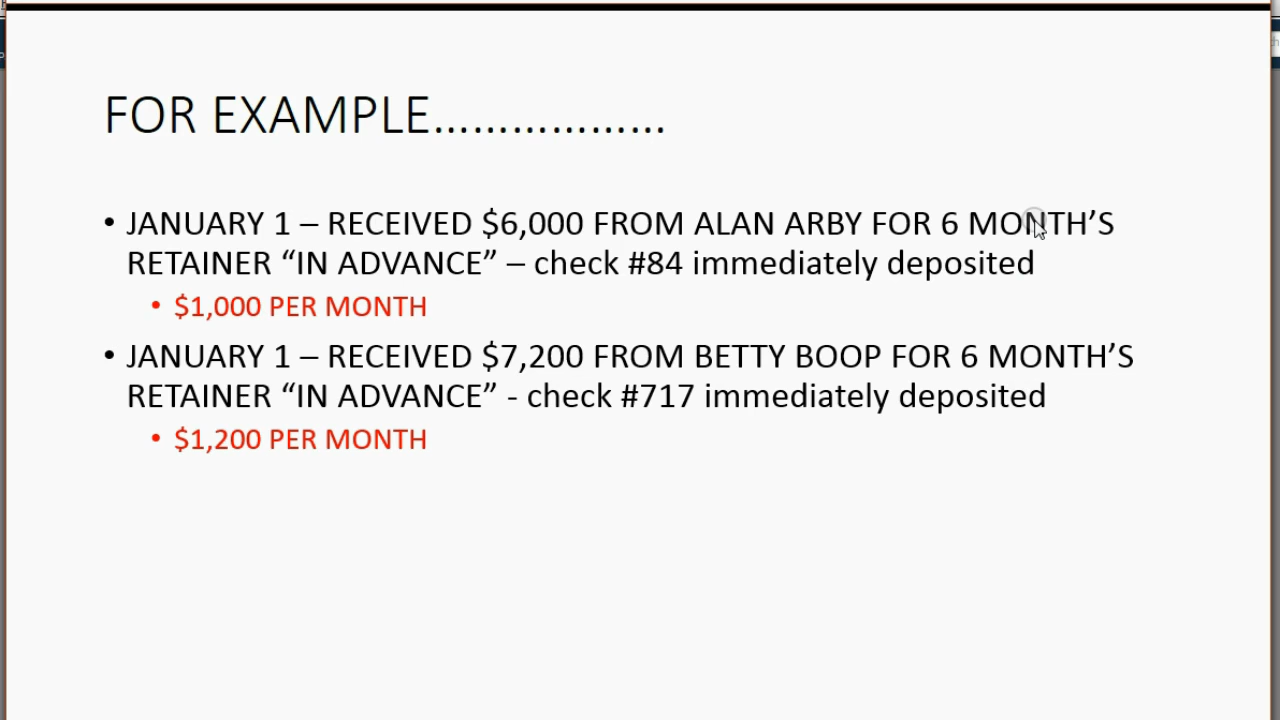 FOR EXAMPLE………………
• JANUARY 1 – RECEIVED $6,000 FROM ALAN ARBY FOR 6 MONTH’S
RETAINER “IN ADVANCE” – check #84 immediately deposited
• $1,000 PER MONTH
• JANUARY 1 – RECEIVED $7,200 FROM BETTY BOOP FOR 6 MONTH’S
RETAINER “IN ADVANCE” - check #717 immediately deposited
• $1,200 PER MONTH